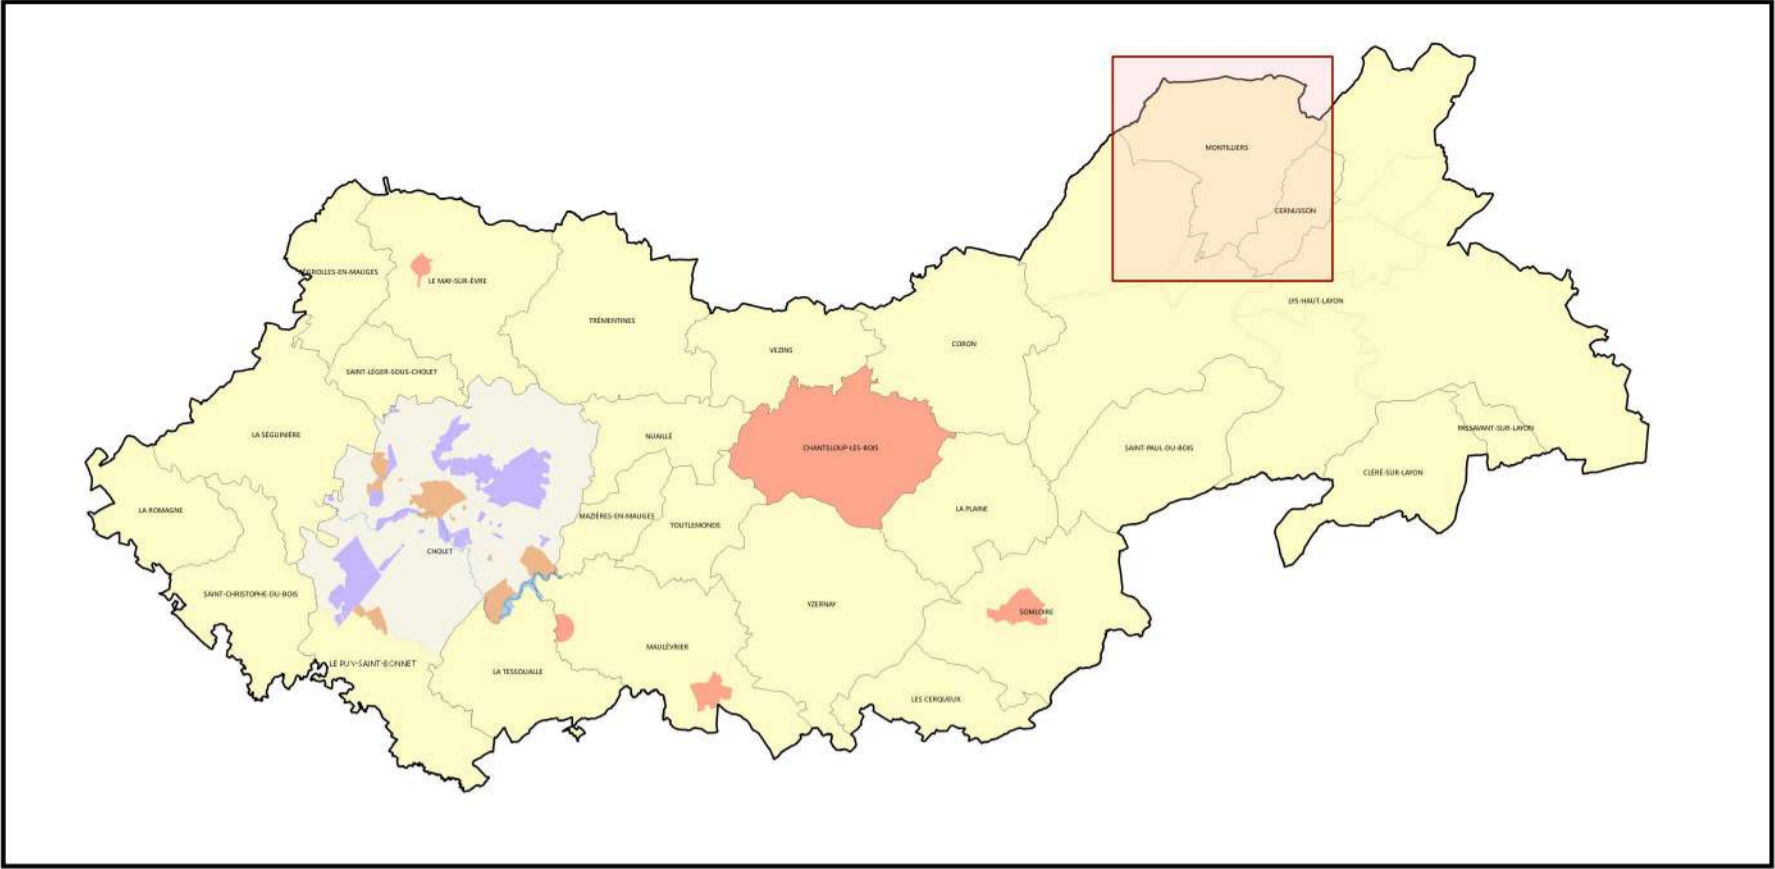 MONTILLIERS
CERNUSSON
BÉGROLLES-EN-MAUGES
LE MAY-SUR-ÈVRE
LYS-HAUT-LAYON
TRÉMENTINES
VEZINS
CORON
SAINT-LÉGER-SOUS-CHOLET
LA SÉGUINIÈRE
NUAILLÉ
PASSAVANT-SUR-LAYON
CHANTELOUP-LES-BOIS
SAINT-PAUL-DU-BOIS
CLÉRÉ-SUR-LAYON
LA ROMAGNE
LA PLAINE
MAZIÈRES-EN-MAUGES
TOUTLEMONDE
CHOLET
SAINT-CHRISTOPHE-DU-BOIS
YZERNAY
SOMLOIRE
MAULÉVRIER
LE PUY-SAINT-BONNET
LA TESSOUALLE
LES CERQUEUX